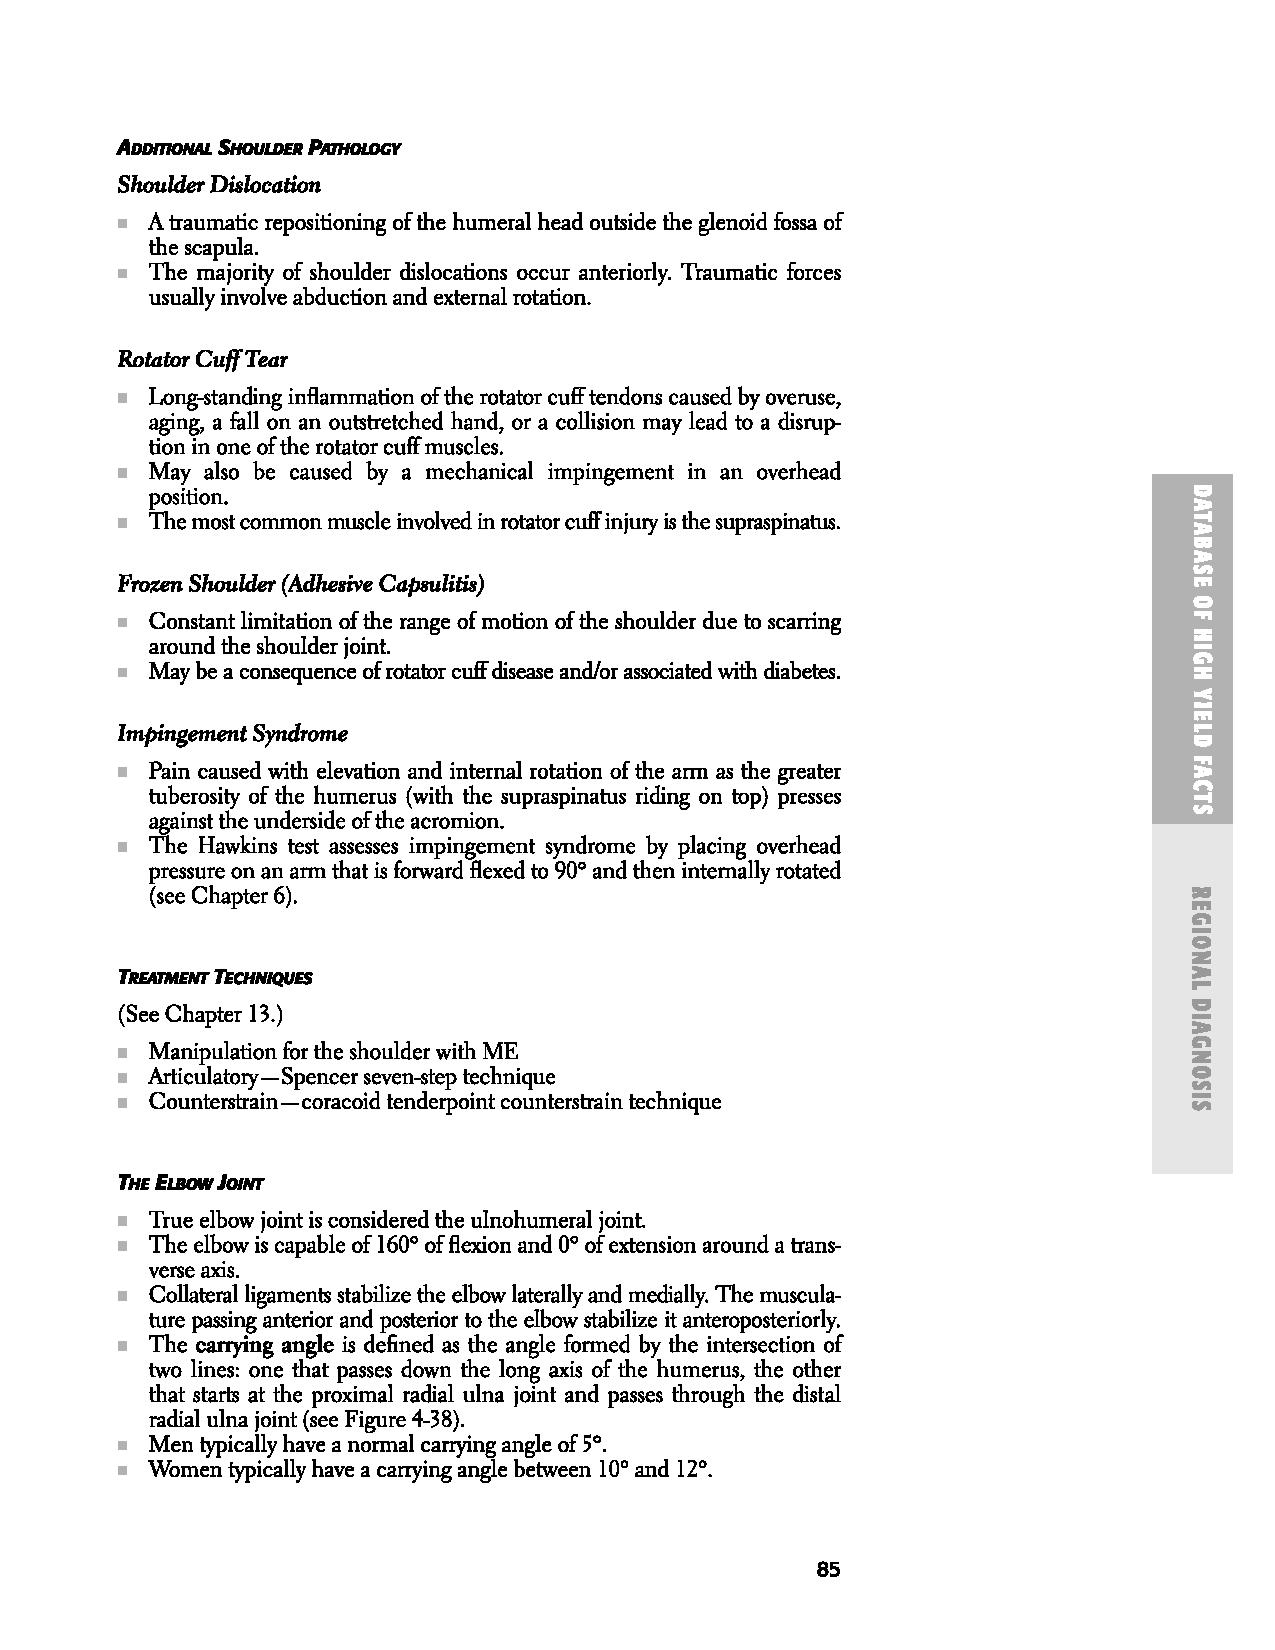 ADDITIONAL SHOULDER PATHOLOGY
Shoulder Dislocation
■ A traumatic repositioning of the humeral head outside the glenoid fossa of
the scapula.
■ The majority of shoulder dislocations occur anteriorly. Traumatic forces
usually involve abduction and external rotation.
Rotator Cuff Tear
■ Long-standing inflammation of the rotator cuff tendons caused by overuse,
aging, a fall on an outstretched hand, or a collision may lead to a disrup-
tion in one of the rotator cuff muscles.
■ May also be caused by a mechanical impingement in an overhead
position.
■ The most common muscle involved in rotator cuff injury is the supraspinatus.
Frozen Shoulder (Adhesive Capsulitis)
■ Constant limitation of the range of motion of the shoulder due to scarring
around the shoulder joint.
■ May be a consequence of rotator cuff disease and/or associated with diabetes.
Impingement Syndrome
■ Pain caused with elevation and internal rotation of the arm as the greater
tuberosity of the humerus (with the supraspinatus riding on top) presses
against the underside of the acromion.
■ The Hawkins test assesses impingement syndrome by placing overhead
pressure on an arm that is forward flexed to 90° and then internally rotated
(see Chapter 6).
TREATMENT TECHNIQUES
(See Chapter 13.)
■ Manipulation for the shoulder with ME
■ Articulatory—Spencer seven-step technique
■ Counterstrain—coracoid tenderpoint counterstrain technique
THE ELBOW JOINT
■ True elbow joint is considered the ulnohumeral joint.
■ The elbow is capable of 160° of flexion and 0° of extension around a trans-
verse axis.
■ Collateral ligaments stabilize the elbow laterally and medially. The muscula-
ture passing anterior and posterior to the elbow stabilize it anteroposteriorly.
■ The carrying angle is defined as the angle formed by the intersection of
two lines: one that passes down the long axis of the humerus, the other
that starts at the proximal radial ulna joint and passes through the distal
radial ulna joint (see Figure 4-38).
■ Men typically have a normal carrying angle of 5°.
■ Women typically have a carrying angle between 10° and 12°.
85
DATABASE OF HIGH YIELD FACTS
REGIONAL DIAGNOSIS